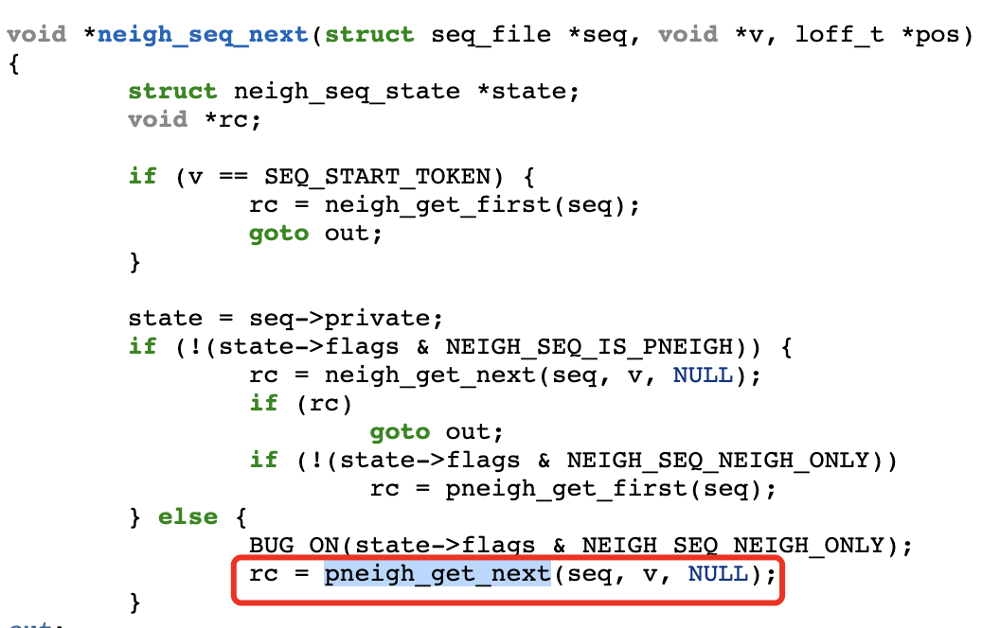 void *neigh_seq_next(struct seq_file *seq, void *v, loff_t *pos)
{
        struct neigh_seq_state *state;
        void *rc;

        if (v == SEQ_START_TOKEN) {
                rc = neigh_get_first(seq);
                goto out;
        }

        state = seq->private;
        if (!(state->flags & NEIGH_SEQ_IS_PNEIGH)) {
                rc = neigh_get_next(seq, v, NULL);
                if (rc)
                        goto out;
                if (!(state->flags & NEIGH_SEQ_NEIGH_ONLY))
                        rc = pneigh_get_first(seq);
        } else {
                BUG_ON(state->flags & NEIGH_SEQ_NEIGH_ONLY);
                rc = pneigh_get_next(seq, v, NULL);
        }
out: